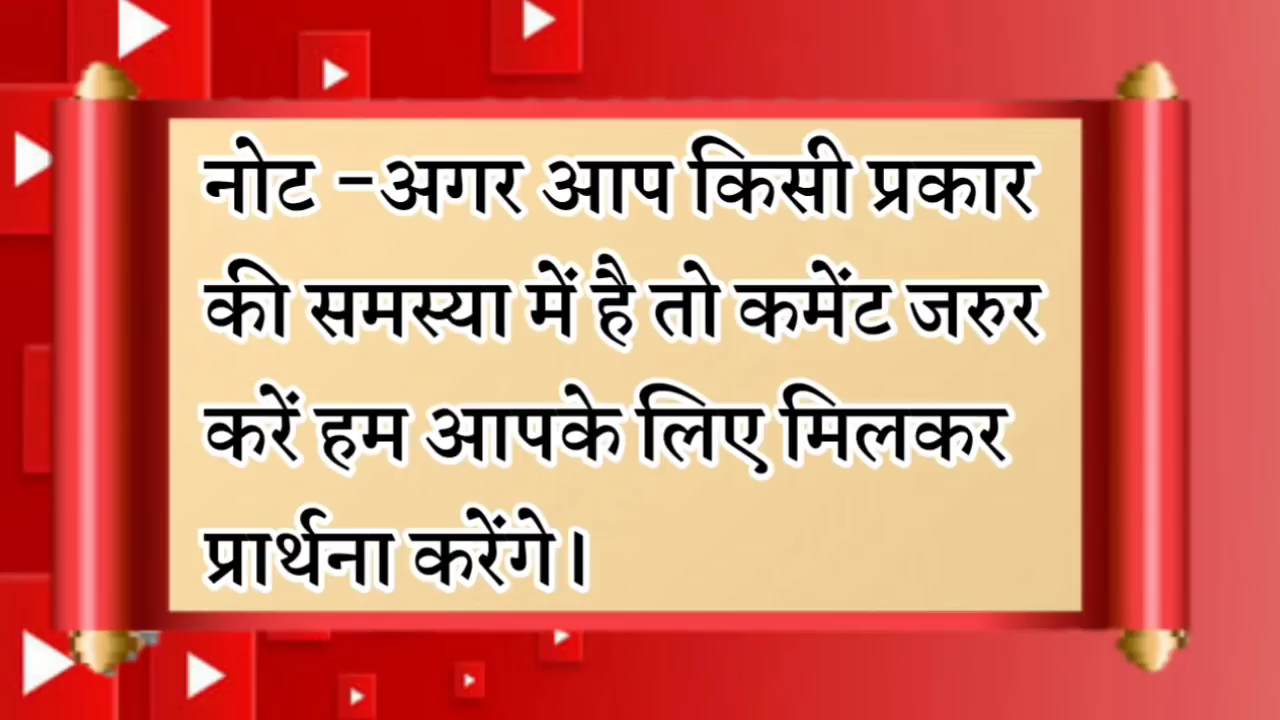 नोट -अगर आप किसी प्रकार
की समस्या में है तो कमेंट जरुर
करें हम आपके लिए मिलकर
प्रार्थना करेंगे।